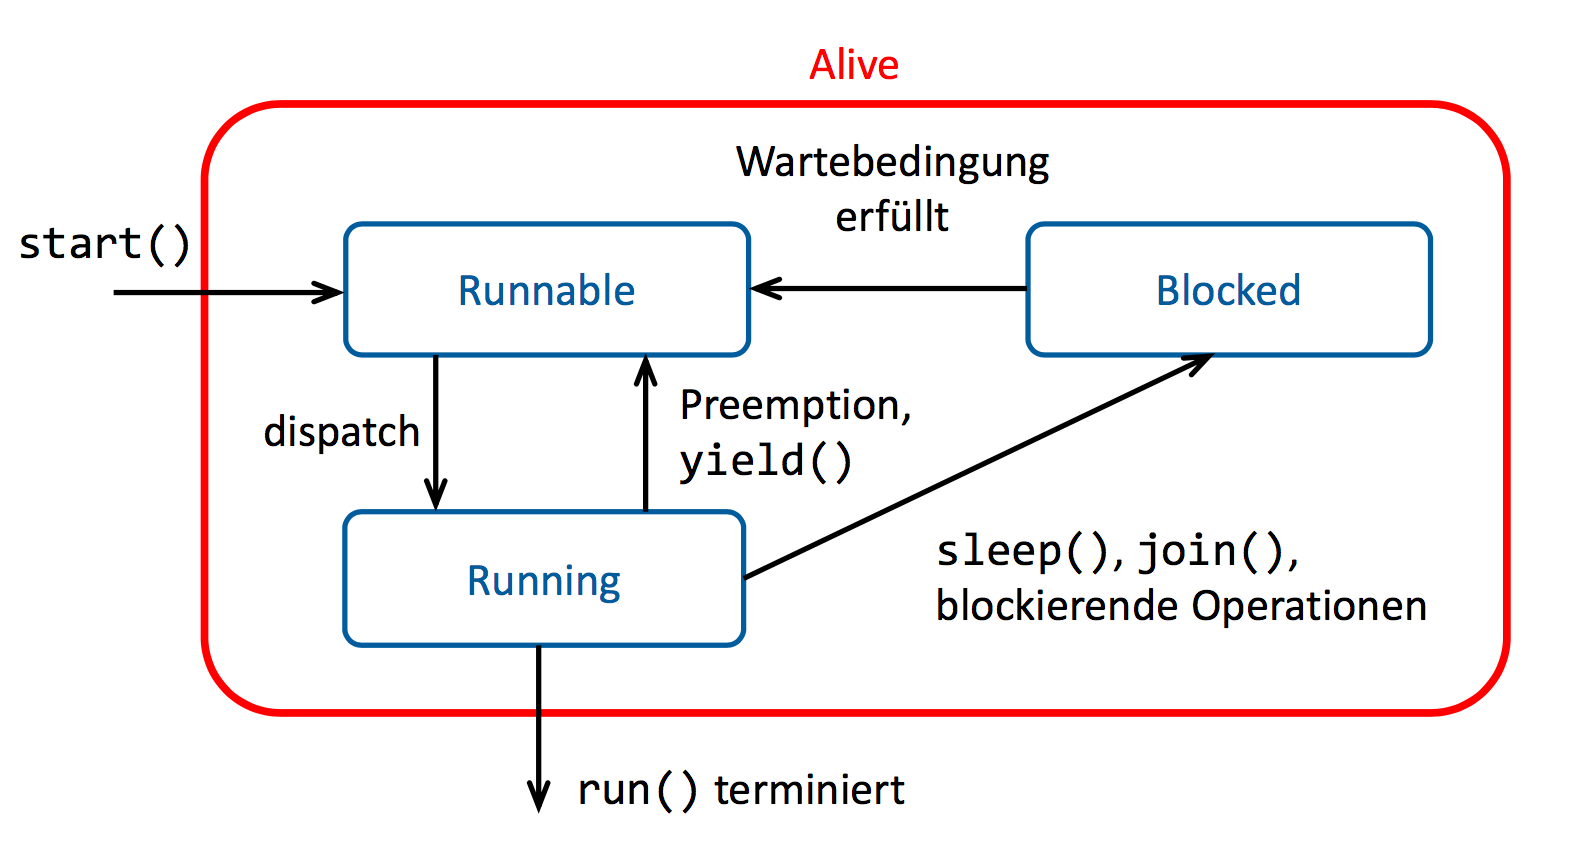 Alive
Wartebedingung
erfüllt
start()
Runnable
Blocked
dispatch
Preemption,
yield()
Running
sleep(), join(),
blockierende Operationen
run() terminiert